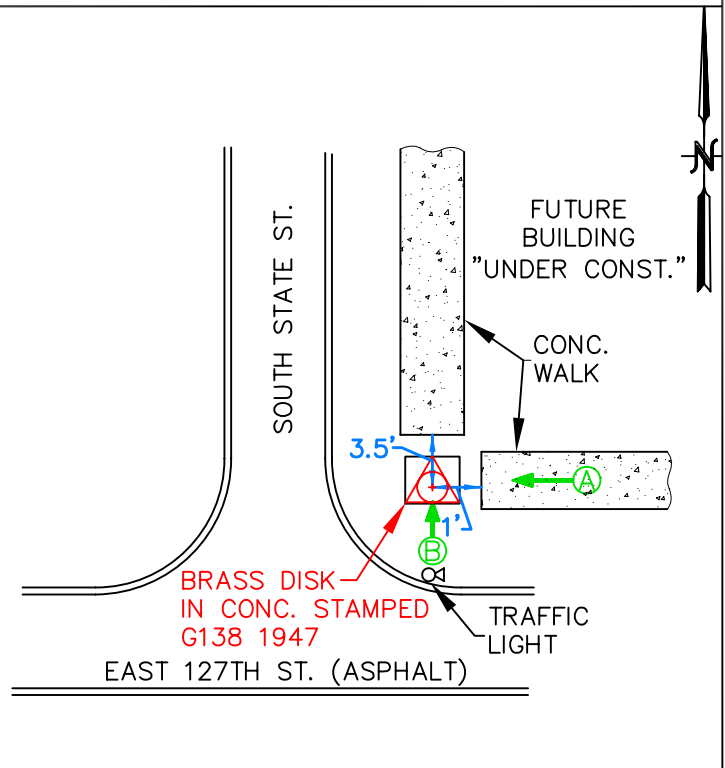 N
FUTURE
BUILDING
"UNDER CONST."
SOUTH STATE ST.
CONC.
WALK
3.5'
A
1'
B
BRASS DISK
IN CONC. STAMPED
G138 1947
TRAFFIC
LIGHT
EAST 127TH ST. (ASPHALT)